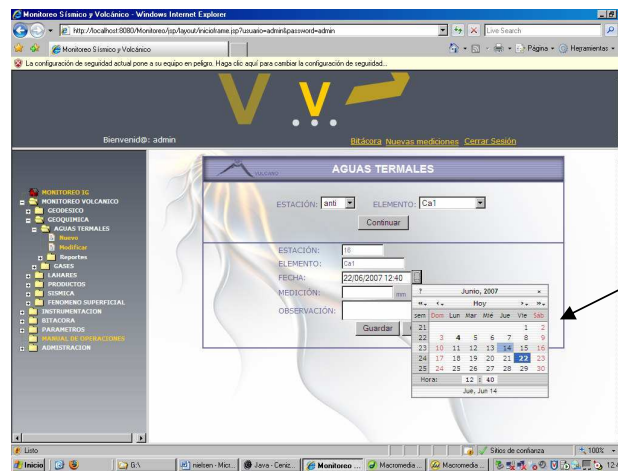 Monitoreo Sísmico y Volcánico - Windows Internet Explorer
http://localhost:8080/Monitoreo/jsp/layout/inicioframe.jsp?usuario=admin&password=admin
Live Search
Monitoreo Sísmico y Volcánico
Página
Herramientas
La configuración de seguridad actual pone a su equipo en peligro. Haga clic aquí para cambiar la configuración de seguridad...
V V
Bienvenid@: admin
Bitácora Nuevas mediciones Cerrar Sesión
MONITOREO IG
MONITOREO VOLCANICO
GEODESICO
GEOQUIMICA
AGUAS TERMALES
Nuevo
Modificar
Reportes
GASES
LAHARES
PRODUCTOS
SISMICA
FENOMENO SUPERFICIAL
INSTRUMENTACION
BITACORA
PARAMETROS
MANUAL DE OPERACIONES
ADMISTRACION
AGUAS TERMALES
ESTACIÓN: anti ELEMENTO: Ca1
Continuar
ESTACIÓN: 18
ELEMENTO: Ca1
FECHA: 22/06/2007 12:40
MEDICIÓN: mm
OBSERVACIÓN:
Guardar
? Junio, 2007 ×
« ‹ Hoy › »
sem Dom Lun Mar Mié Jue Vie Sáb
21 1 2
22 3 4 5 6 7 8 9
23 10 11 12 13 14 15 16
24 17 18 19 20 21 22 23
25 24 25 26 27 28 29 30
Hora: 12 : 40
Jue, Jun 14
Listo
Sitios de confianza
100%
Inicio
G:\
nielsen - Micr...
Java - Ceniz...
Monitoreo ...
Macromedia ...
Macromedia ...